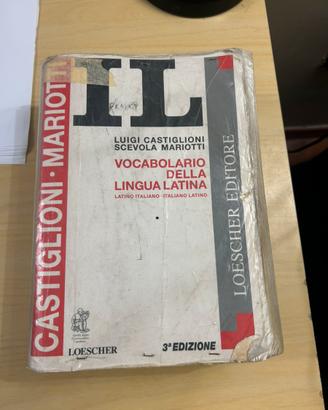 IL
LUIGI CASTIGLIONI
SCEVOLA MARIOTTI
VOCABOLARIO
DELLA
LINGUA LATINA
LATINO ITALIANO - ITALIANO LATINO
CASTIGLIONI · MARIOTTI
LOESCHER EDITORE
LOESCHER
3ª EDIZIONE